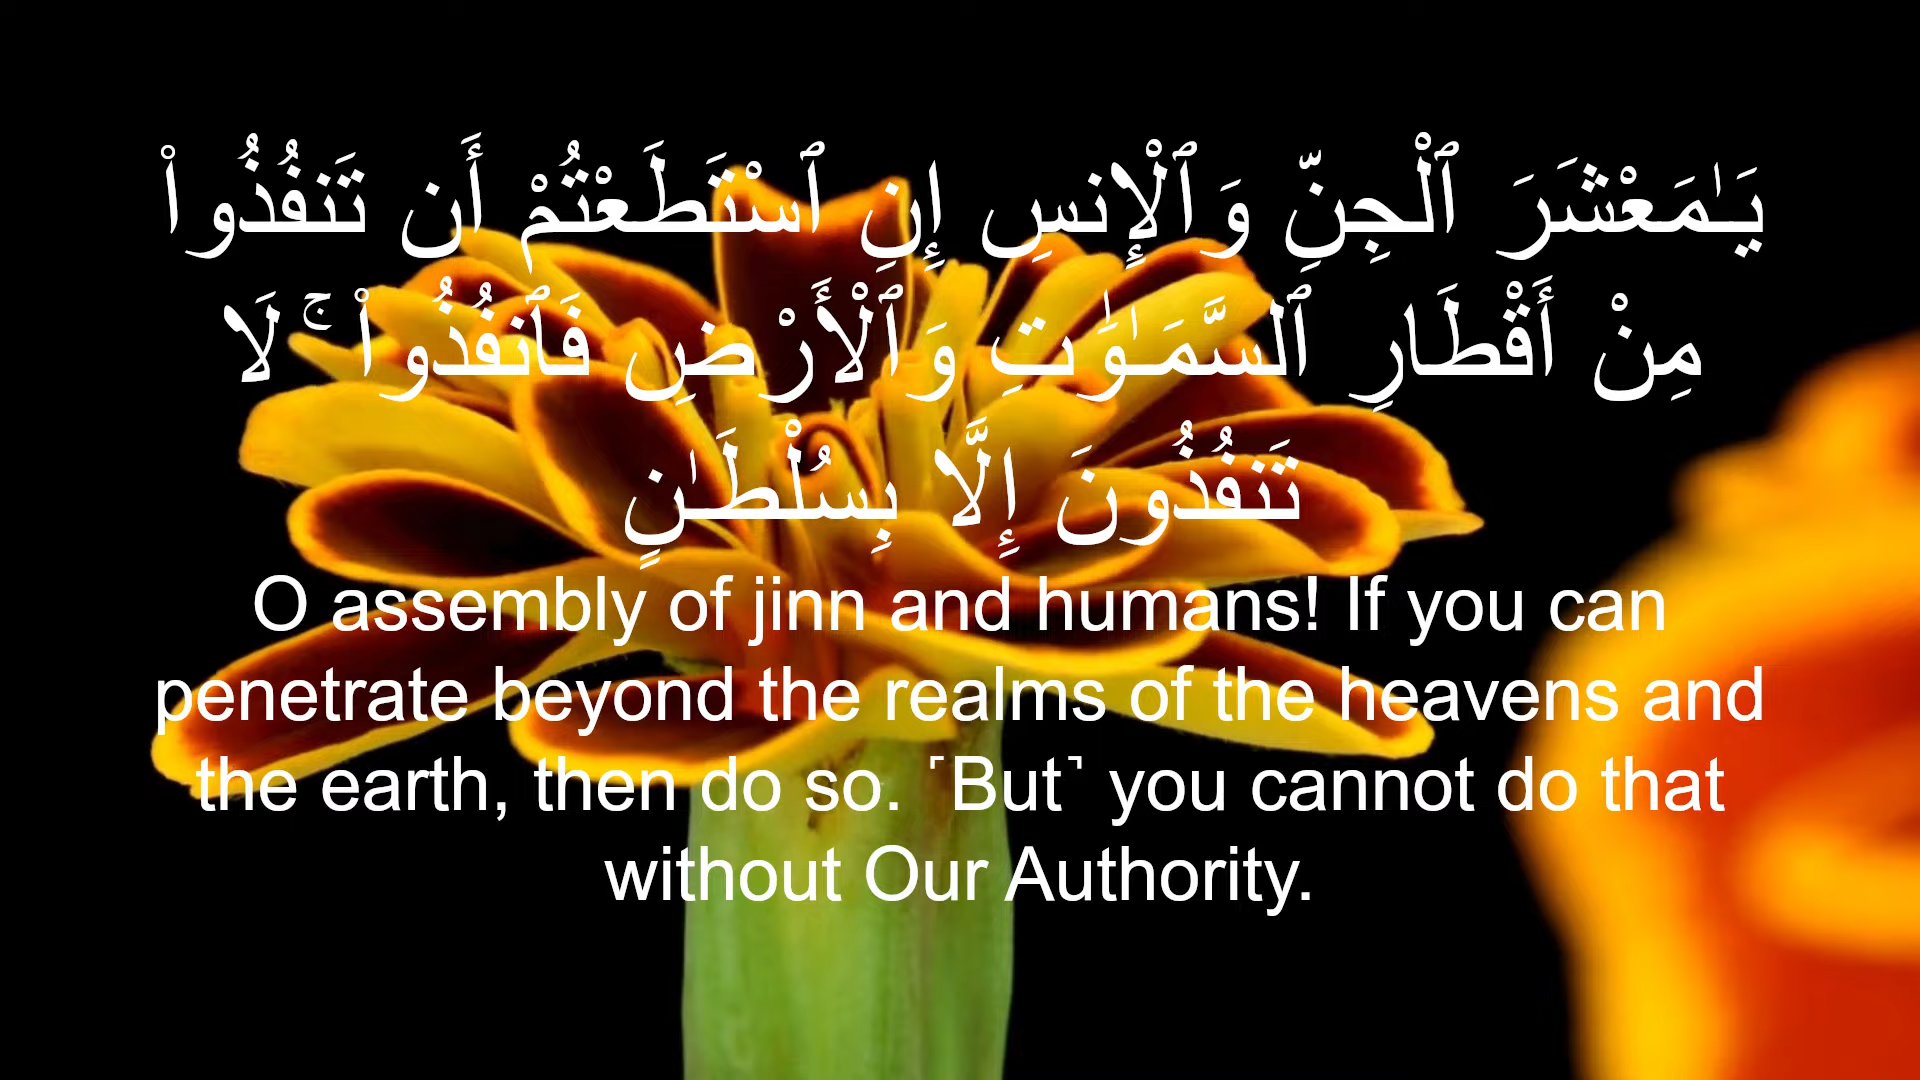 يَـٰمَعْشَرَ ٱلْجِنِّ وَٱلْإِنسِ إِنِ ٱسْتَطَعْتُمْ أَن تَنفُذُوا۟
مِنْ أَقْطَارِ ٱلسَّمَـٰوَٰتِ وَٱلْأَرْضِ فَٱنفُذُوا۟ ۚ لَا
تَنفُذُونَ إِلَّا بِسُلْطَـٰنٍ
O assembly of jinn and humans! If you can
penetrate beyond the realms of the heavens and
the earth, then do so. ˹But˺ you cannot do that
without Our Authority.